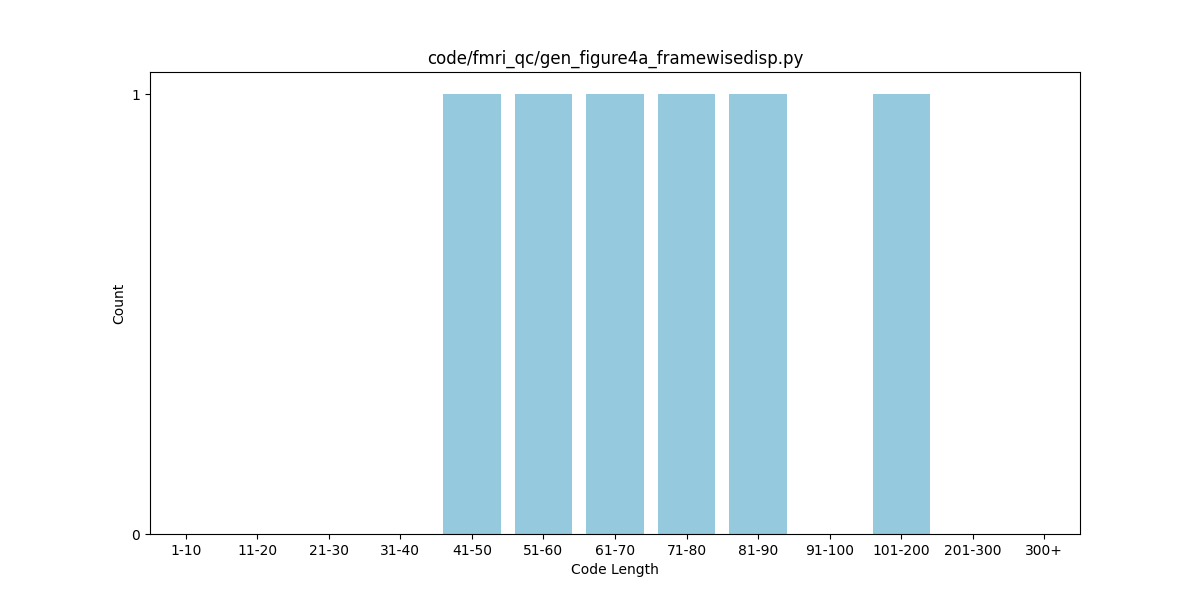 code/fmri_qc/gen_figure4a_framewisedisp.py
Count
1
0
1-10 11-20 21-30 31-40 41-50 51-60 61-70 71-80 81-90 91-100 101-200 201-300 300+
Code Length